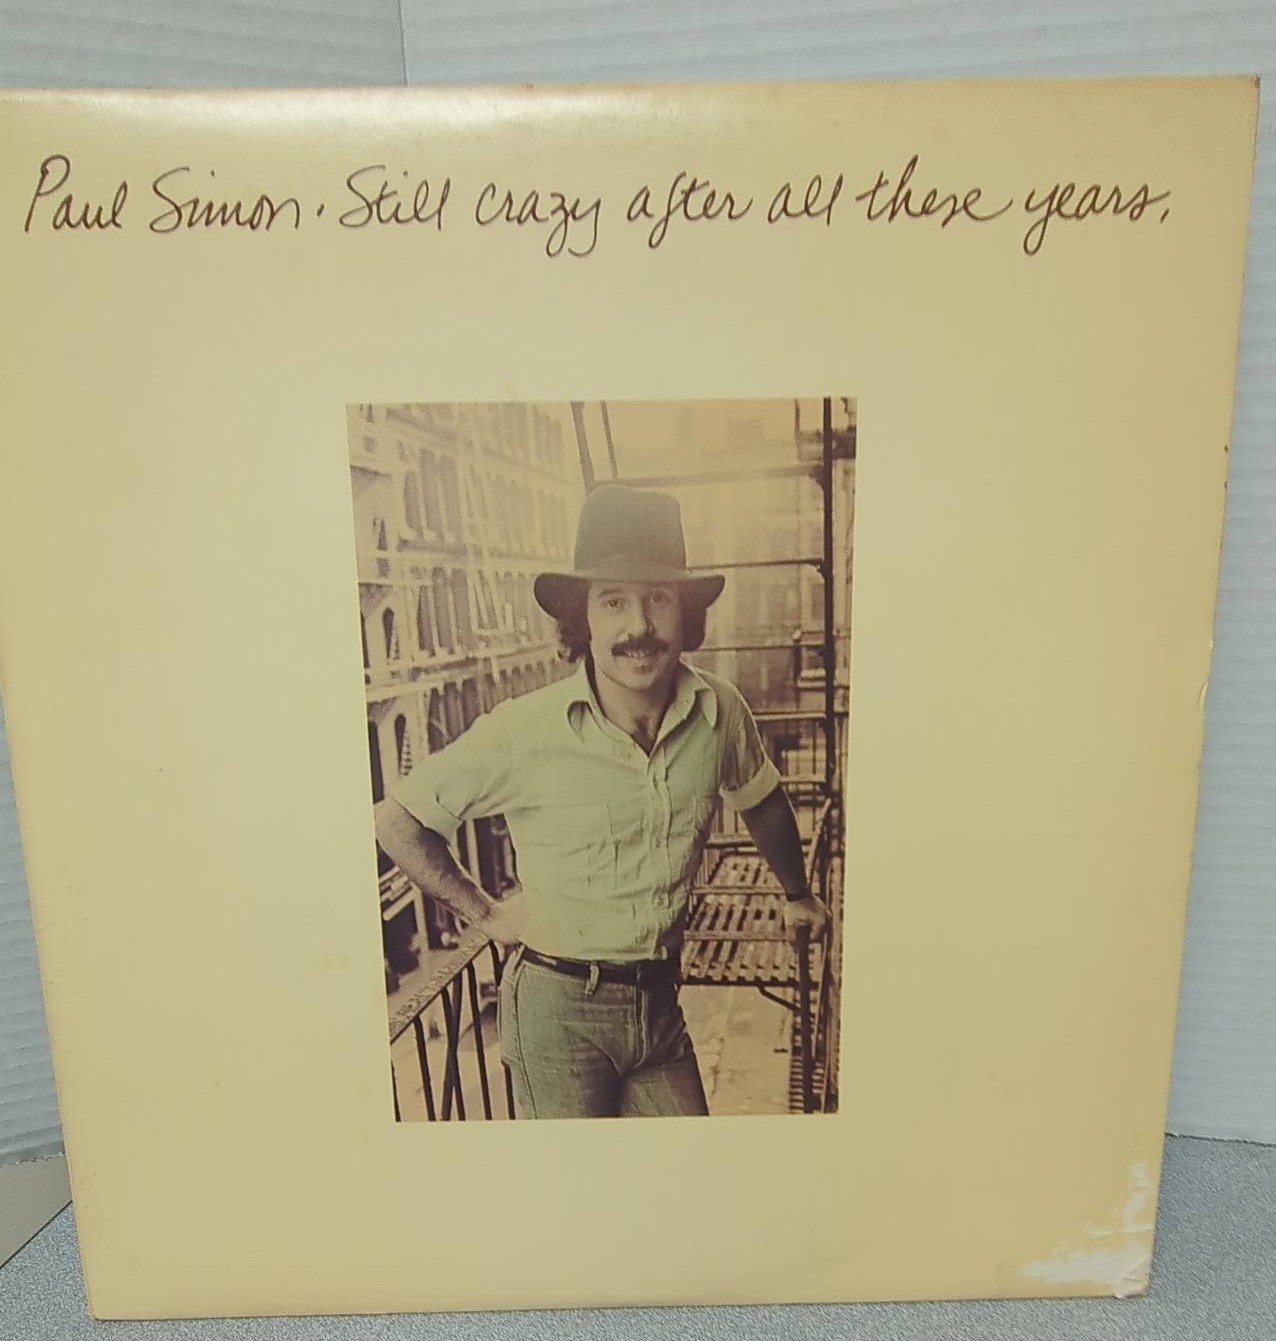 Paul Simon · Still crazy after all these years.